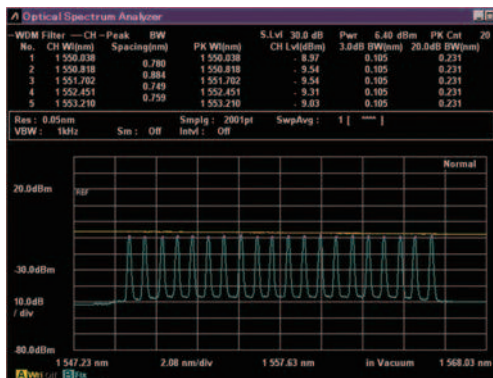 Optical Spectrum Analyzer
WDM Filter — CH — Peak BW S.Lvl 30.0 dB Pwr 6.40 dBm PK Cnt 20
No. CH Wl(nm) Spacing(nm) PK Wl(nm) CH Lvl(dBm) 3.0dB BW(nm) 20.0dB BW(nm)
1 1 550.038 1 550.038 - 8.97 0.105 0.231
0.780
2 1 550.818 1 550.818 - 9.54 0.105 0.231
0.884
3 1 551.702 1 551.702 - 9.54 0.105 0.231
0.749
4 1 552.451 1 552.451 - 9.31 0.105 0.231
0.759
5 1 553.210 1 553.210 - 9.03 0.105 0.231
Res : 0.05nm Smplg : 2001pt SwpAvg : 1 [ **** ]
VBW : 1kHz Sm : Off Intvl : Off
Normal
20.0dBm
REF
-30.0dBm
10.0dB
/ div
-80.0dBm
1 547.23 nm 2.08 nm/div 1 557.63 nm in Vacuum 1 568.03 nm
A Wri B Fix